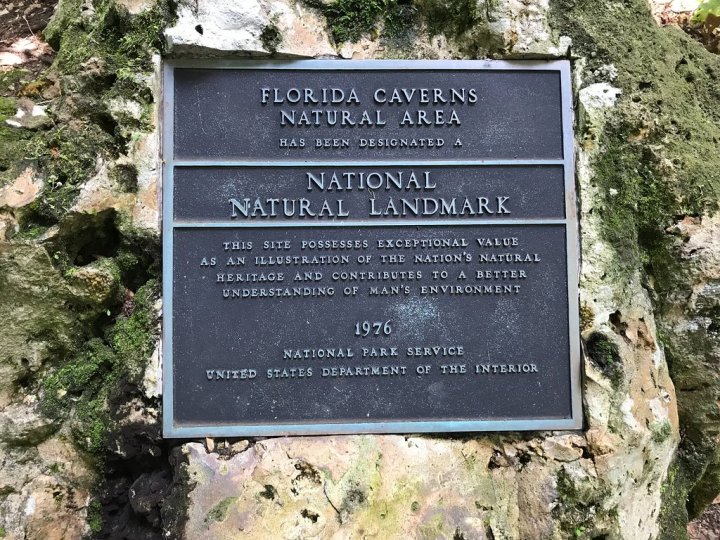 FLORIDA CAVERNS
NATURAL AREA
HAS BEEN DESIGNATED A
NATIONAL
NATURAL LANDMARK
THIS SITE POSSESSES EXCEPTIONAL VALUE
AS AN ILLUSTRATION OF THE NATION'S NATURAL
HERITAGE AND CONTRIBUTES TO A BETTER
UNDERSTANDING OF MAN'S ENVIRONMENT
1976
NATIONAL PARK SERVICE
UNITED STATES DEPARTMENT OF THE INTERIOR